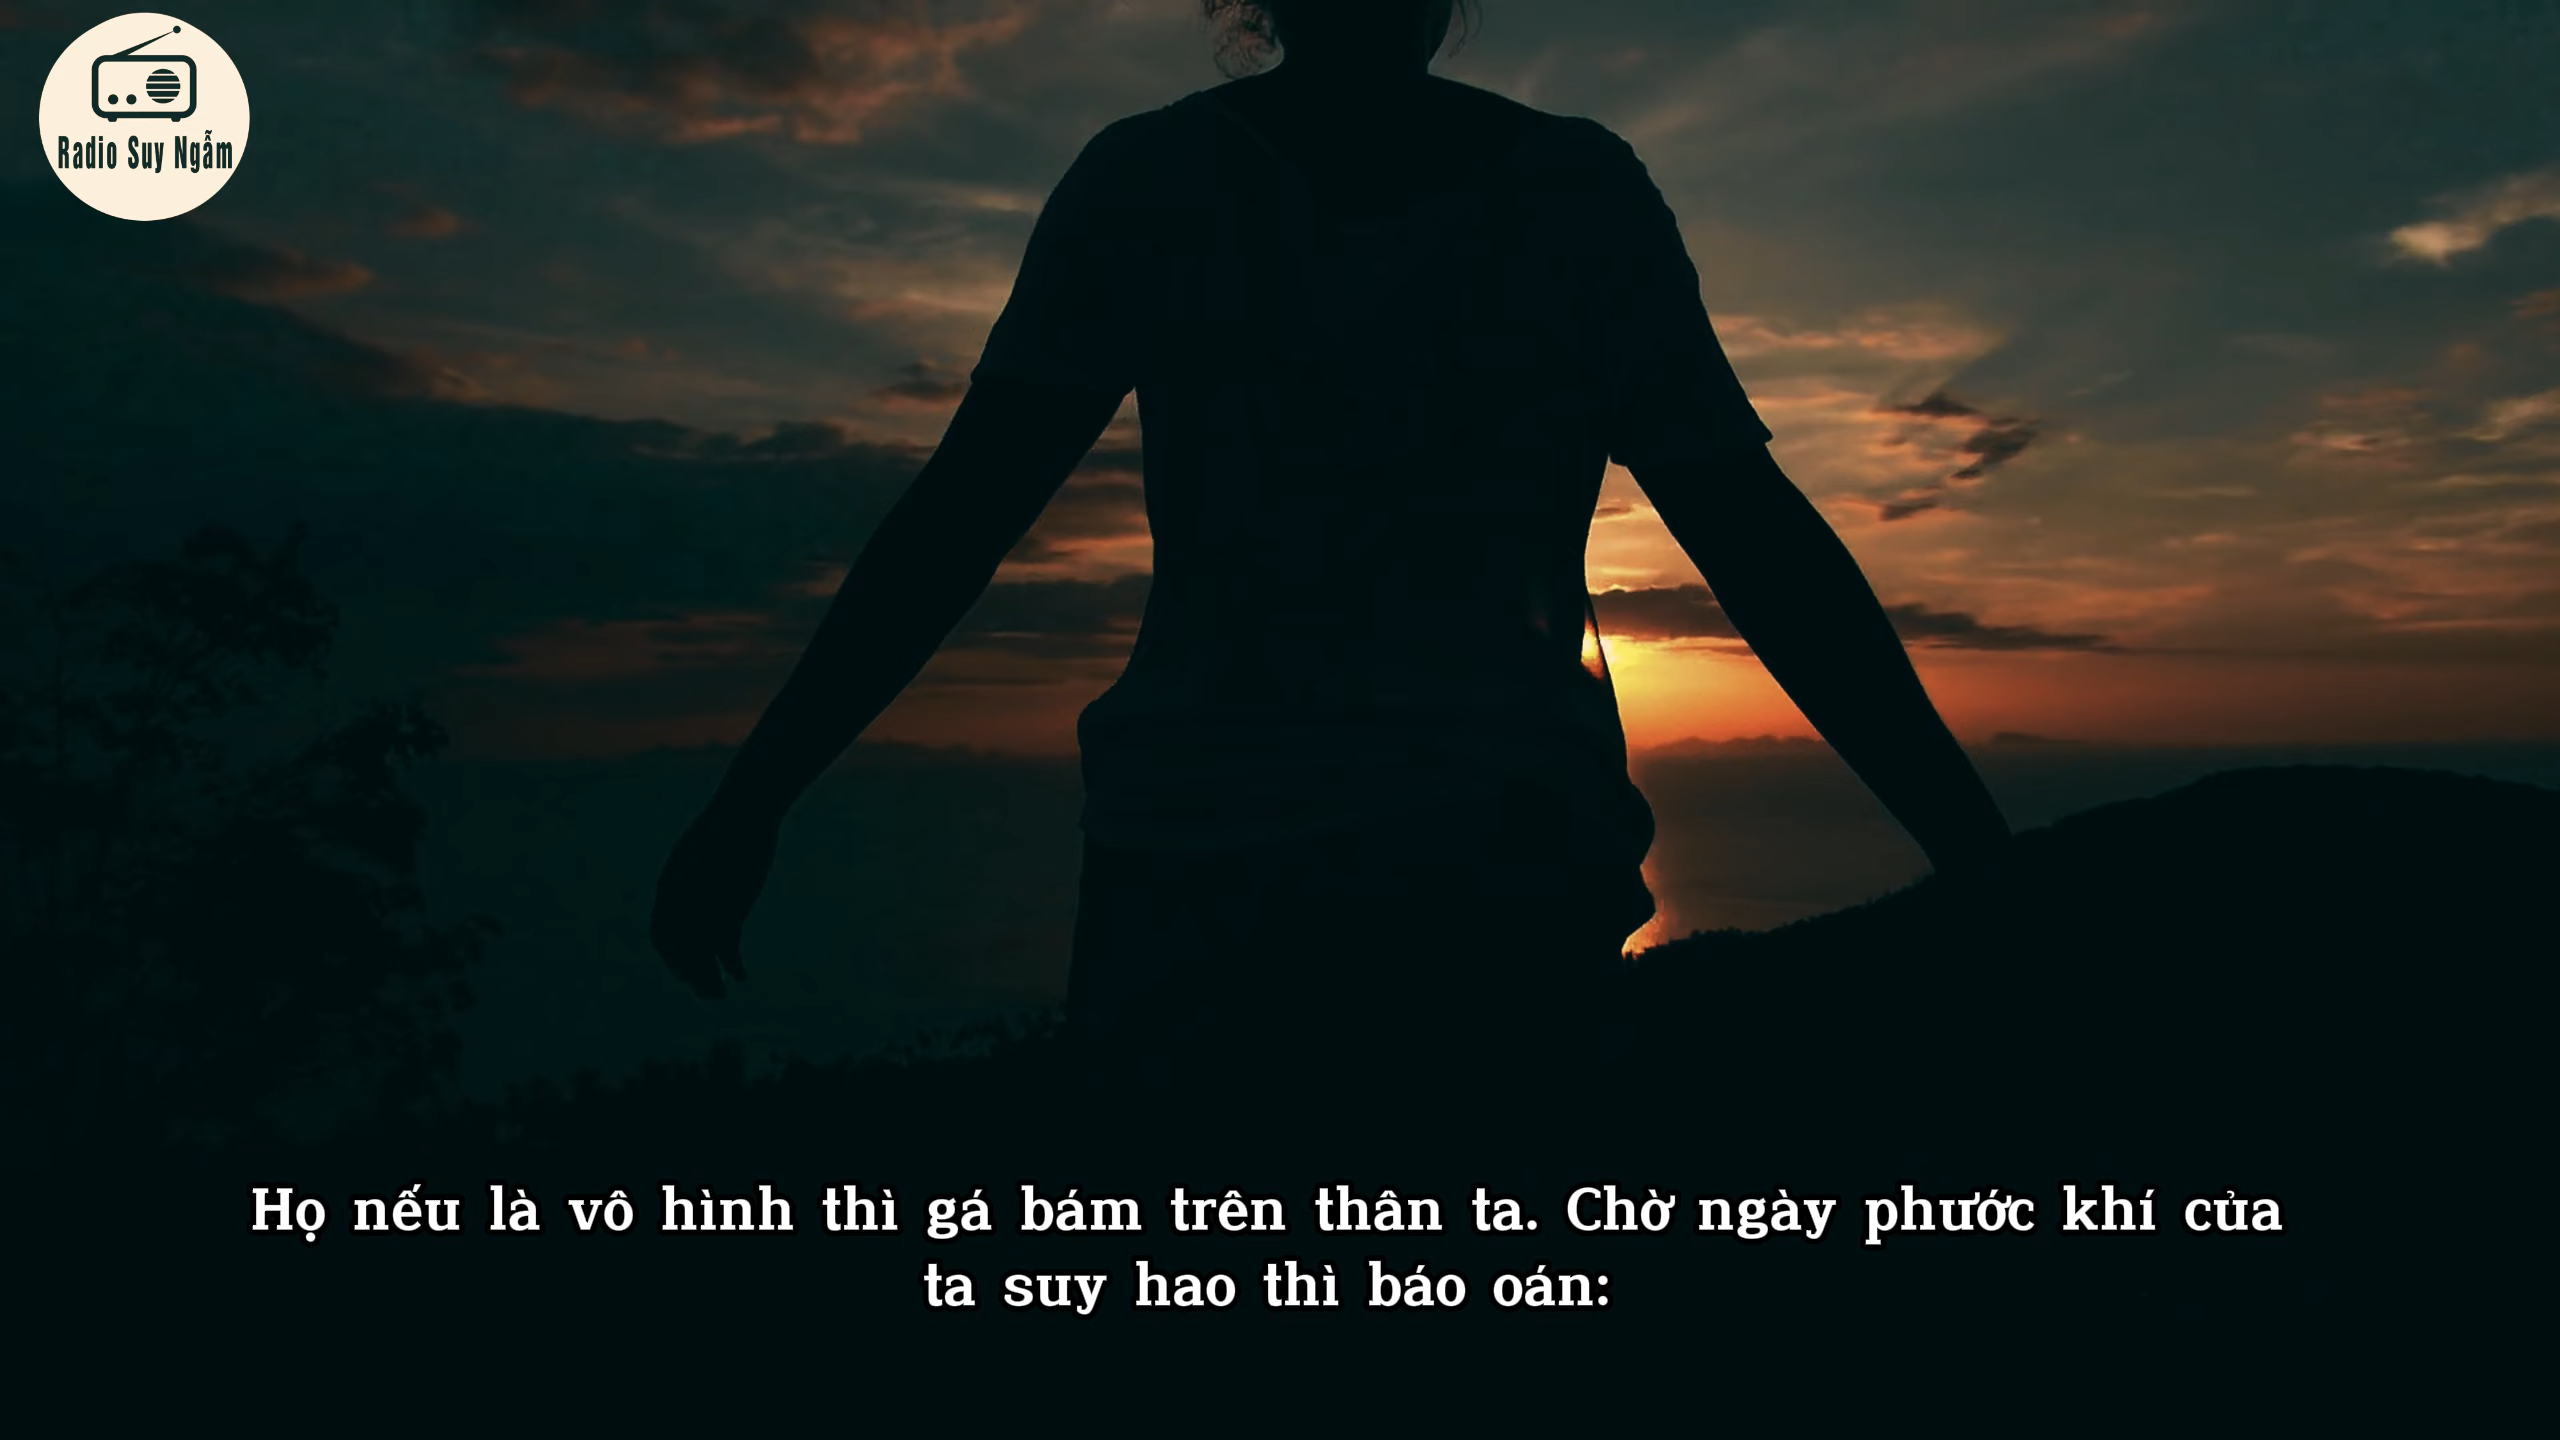 Radio Suy Ngẫm
Họ nếu là vô hình thì gá bám trên thân ta. Chờ ngày phước khí của
ta suy hao thì báo oán: